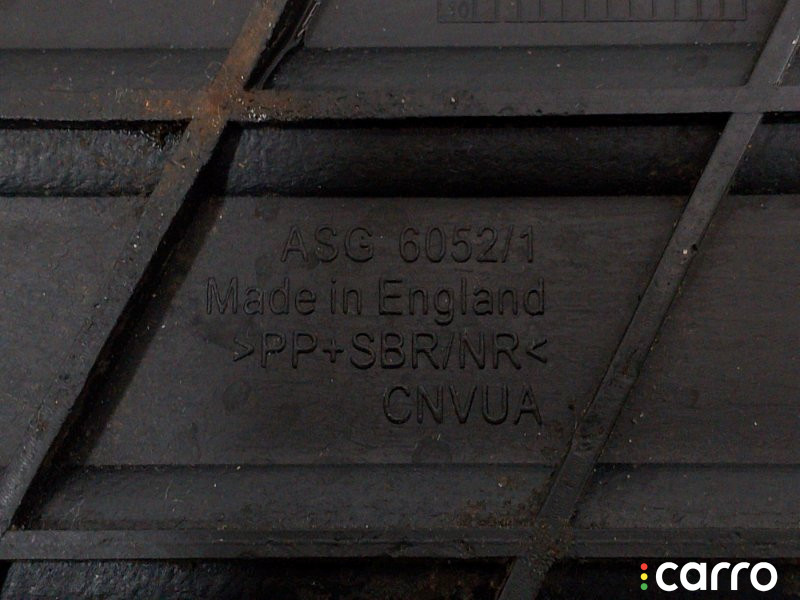 ASG 6052/1
Made in England
>PP+SBR/NR<
CNVUA
carro